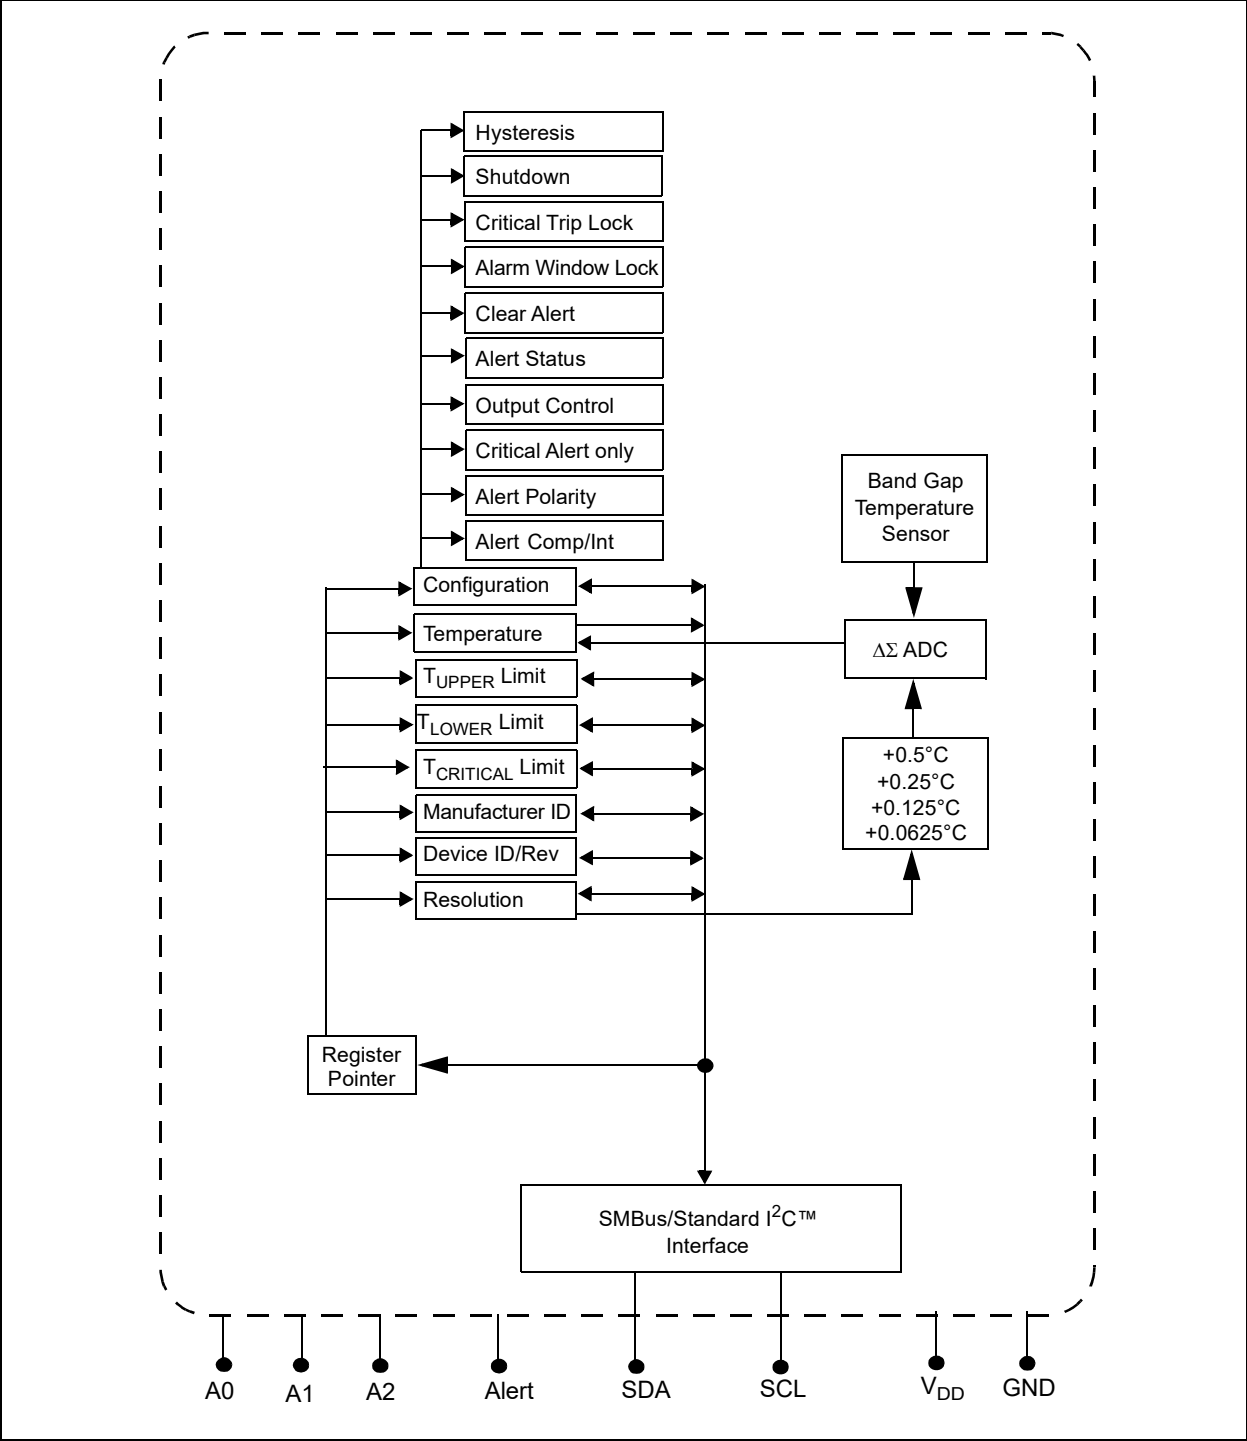 Hysteresis
Shutdown
Critical Trip Lock
Alarm Window Lock
Clear Alert
Alert Status
Output Control
Critical Alert only
Alert Polarity
Alert Comp/Int
Configuration
Temperature
TUPPER Limit
TLOWER Limit
TCRITICAL Limit
Manufacturer ID
Device ID/Rev
Resolution
Band Gap
Temperature
Sensor
ΔΣ ADC
+0.5°C
+0.25°C
+0.125°C
+0.0625°C
Register
Pointer
SMBus/Standard I²C™
Interface
A0
A1
A2
Alert
SDA
SCL
VDD
GND